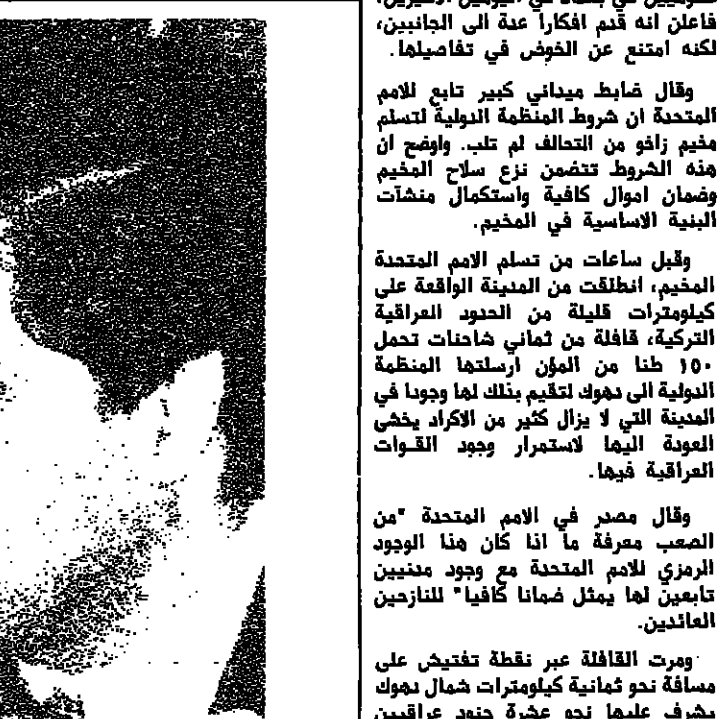 فاعلن انه قدم افكارا عدة الى الجانبين،
لكنه امتنع عن الخوض في تفاصيلها.
وقال ضابط ميداني كبير تابع للامم
المتحدة ان شروط المنظمة الدولية لتسلم
مخيم زاخو من التحالف لم تلب. واوضح ان
هذه الشروط تتضمن نزع سلاح المخيم
وضمان اموال كافية واستكمال منشآت
البنية الاساسية في المخيم.
وقبل ساعات من تسلم الامم المتحدة
المخيم، انطلقت من المدينة الواقعة على
كيلومترات قليلة من الحدود العراقية
التركية، قافلة من ثماني شاحنات تحمل
١٥٠ طنا من المؤن ارسلتها المنظمة
الدولية الى دهوك لتقيم بذلك لها وجودا في
المدينة التي لا يزال كثير من الاكراد يخشى
العودة اليها لاستمرار وجود القوات
العراقية فيها.
وقال مصدر في الامم المتحدة "من
الصعب معرفة ما اذا كان هذا الوجود
الرمزي للامم المتحدة مع وجود مدنيين
تابعين لها يمثل ضمانا كافيا" للنازحين
العائدين.
ومرت القافلة عبر نقطة تفتيش على
مسافة نحو ثمانية كيلومترات شمال دهوك
يشرف عليها نحو عشرة جنود عراقيين